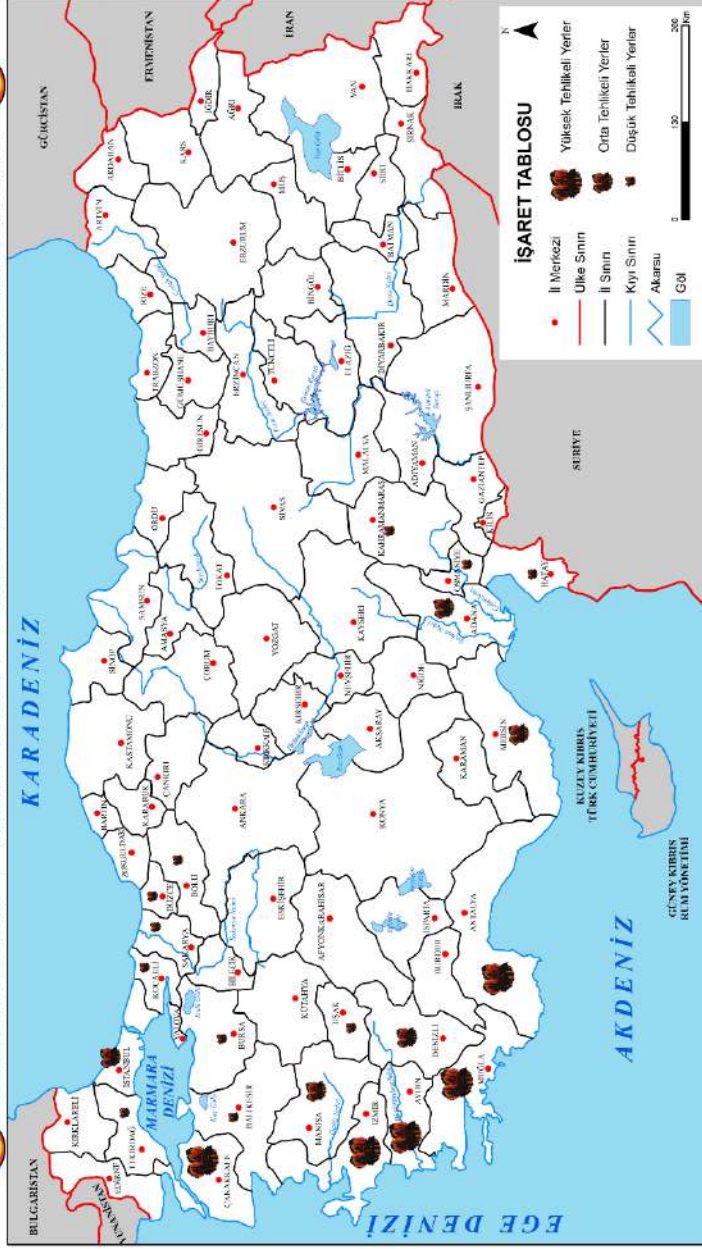 BULGARİSTAN
YUNANİSTAN
GÜRCİSTAN
ERMENİSTAN
İRAN
IRAK
SURİYE
KARADENİZ
MARMARA
DENİZİ
EGE DENİZİ
AKDENİZ
KUZEY KIBRIS
TÜRK CUMHURİYETİ
GÜNEY KIBRIS
RUM YÖNETİMİ
KIRKLARELİ
EDİRNE
TEKİRDAĞ
İSTANBUL
KOCAELİ
YALOVA
SAKARYA
DÜZCE
BOLU
ZONGULDAK
BARTIN
KARABÜK
KASTAMONU
ÇANKIRI
SİNOP
SAMSUN
AMASYA
ÇORUM
ORDU
TOKAT
GİRESUN
TRABZON
GÜMÜŞHANE
RİZE
BAYBURT
ARTVİN
ARDAHAN
KARS
IĞDIR
AĞRI
ERZURUM
ERZİNCAN
TUNCELİ
BİNGÖL
MUŞ
VAN
Van Gölü
BİTLİS
SİİRT
HAKKARİ
ŞIRNAK
BATMAN
MARDİN
DİYARBAKIR
ELAZIĞ
MALATYA
ADIYAMAN
ŞANLIURFA
GAZİANTEP
KİLİS
KAHRAMANMARAŞ
OSMANİYE
HATAY
ADANA
SİVAS
YOZGAT
KAYSERİ
NEVŞEHİR
NİĞDE
KIRŞEHİR
KIRIKKALE
AKSARAY
ANKARA
KONYA
KARAMAN
MERSİN
ESKİŞEHİR
BİLECİK
BURSA
ÇANAKKALE
BALIKESİR
KÜTAHYA
AFYONKARAHİSAR
UŞAK
MANİSA
İZMİR
AYDIN
DENİZLİ
MUĞLA
BURDUR
ISPARTA
ANTALYA
N
İŞARET TABLOSU
İl Merkezi
Ülke Sınırı
İl Sınırı
Kıyı Sınırı
Akarsu
Göl
Yüksek Tehlikeli Yerler
Orta Tehlikeli Yerler
Düşük Tehlikeli Yerler
0
130
260
Km